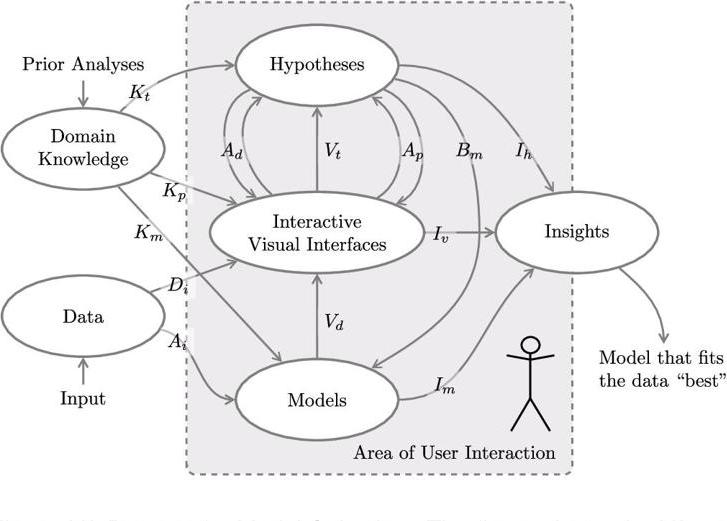 Prior Analyses
Hypotheses
K_t
Domain
Knowledge
A_d
V_t
A_p
B_m
I_h
K_p
K_m
Interactive
Visual Interfaces
I_v
Insights
D_i
Data
V_d
A_i
Model that fits
the data “best”
Input
Models
I_m
Area of User Interaction